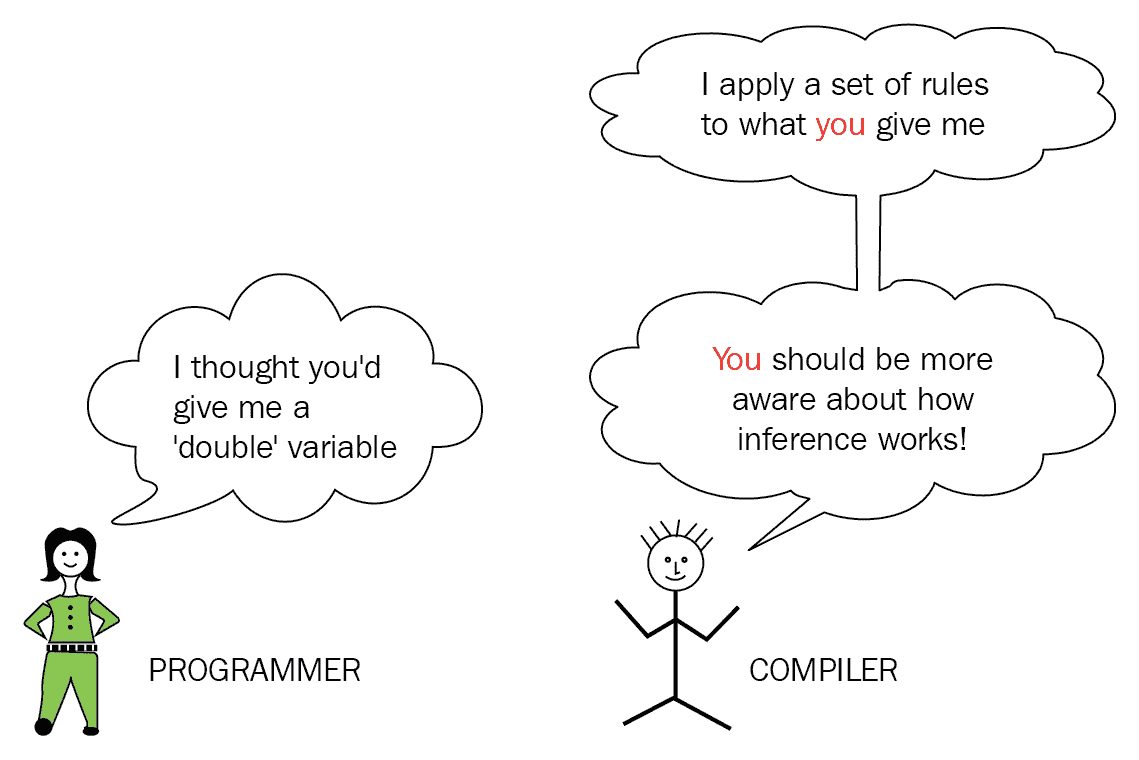 I apply a set of rules
to what you give me
I thought you'd
give me a
'double' variable
You should be more
aware about how
inference works!
PROGRAMMER
COMPILER